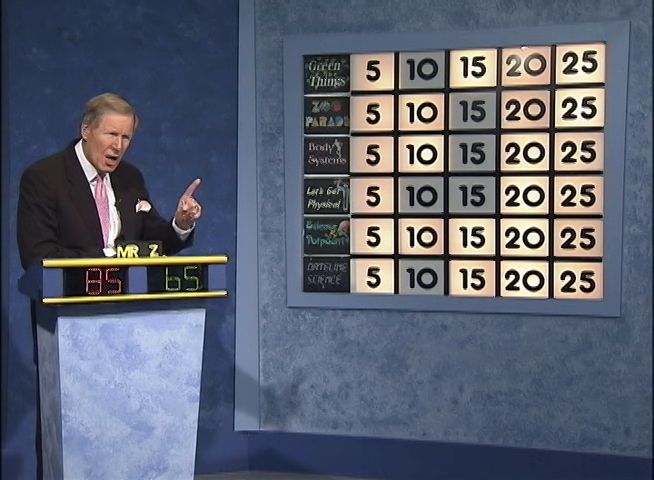 Green Things 5 10 15 20 25
ZOO PARADE 5 10 15 20 25
Body Systems 5 10 15 20 25
Let's Get Physical 5 10 15 20 25
Science Potpourri 5 10 15 20 25
DATELINE SCIENCE 5 10 15 20 25
MR Z
85 65